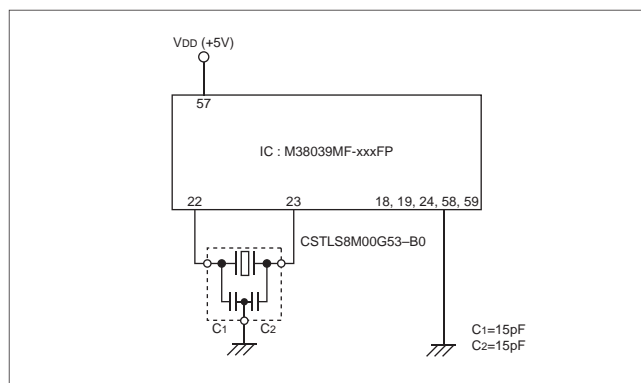 VDD (+5V)
57
IC : M38039MF-xxxFP
22
23
18, 19, 24, 58, 59
CSTLS8M00G53–B0
C1
C2
C1=15pF
C2=15pF